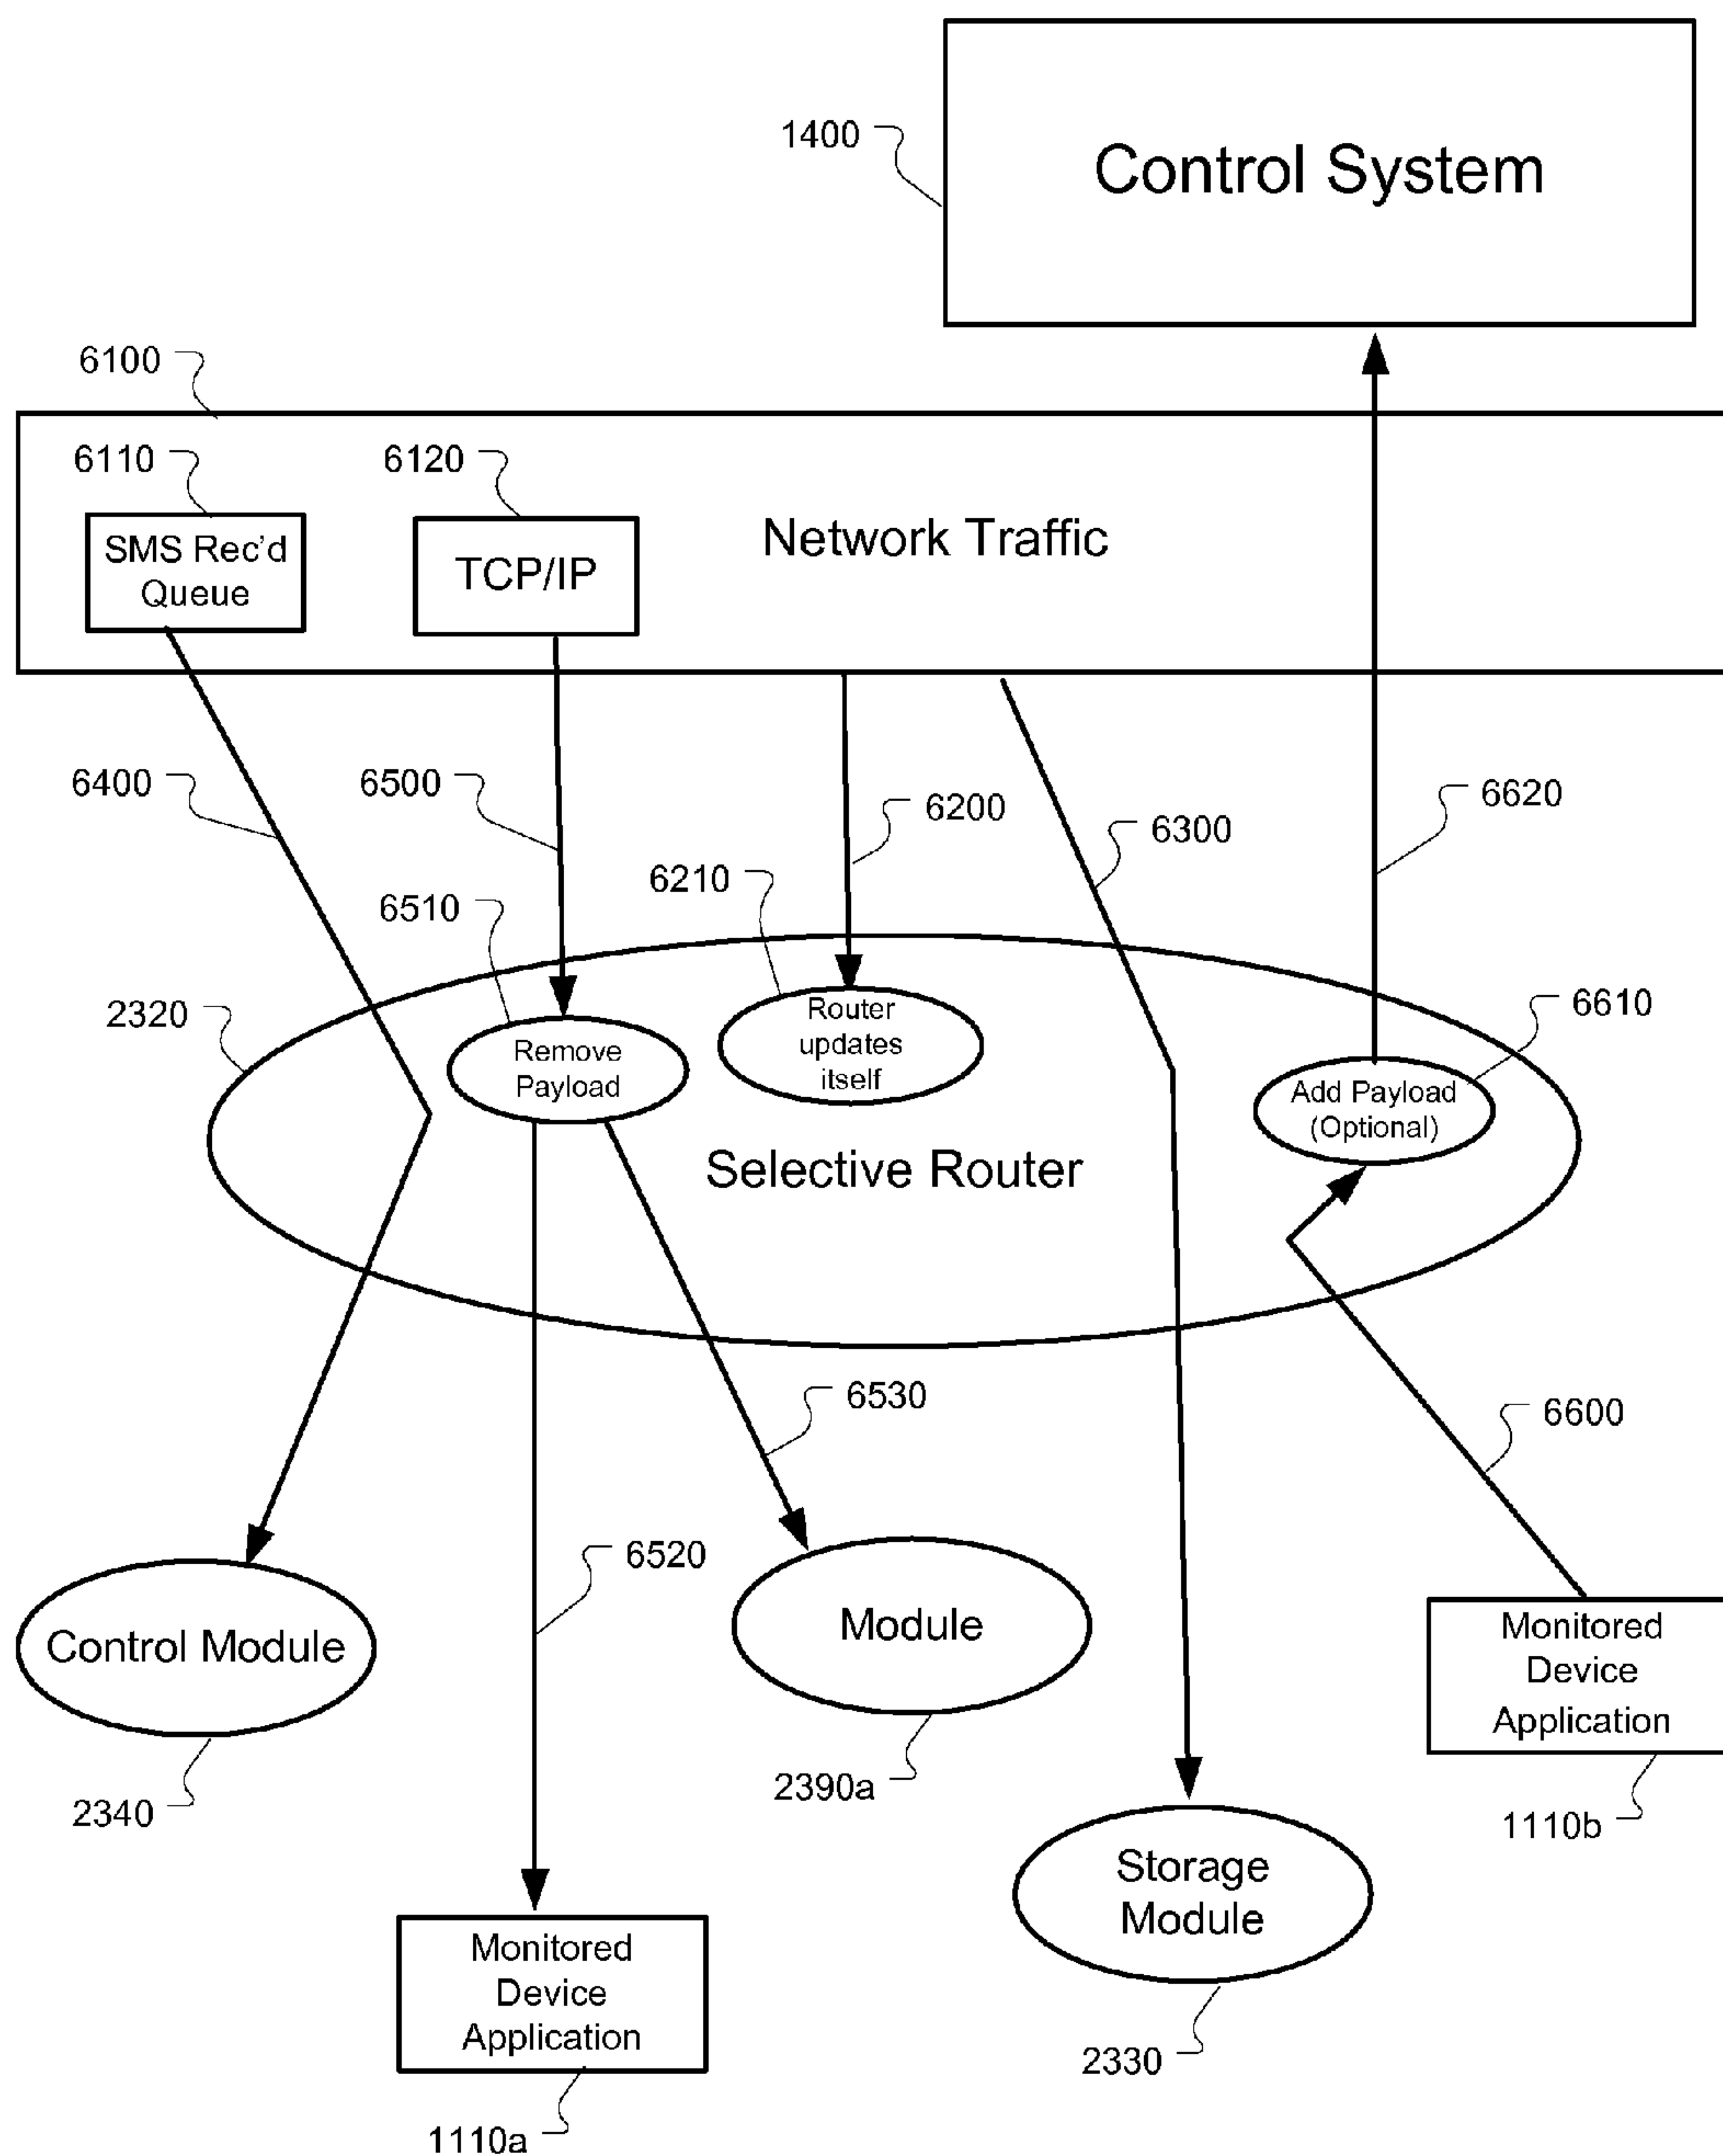 1400
Control System
6100
6110
6120
SMS Rec'd
Queue
TCP/IP
Network Traffic
6400
6500
6200
6300
6620
6510
6210
2320
6610
Remove
Payload
Router
updates
itself
Add Payload
(Optional)
Selective Router
6530
6600
6520
Control Module
Module
Monitored
Device
Application
2340
2390a
1110b
Storage
Module
Monitored
Device
Application
2330
1110a